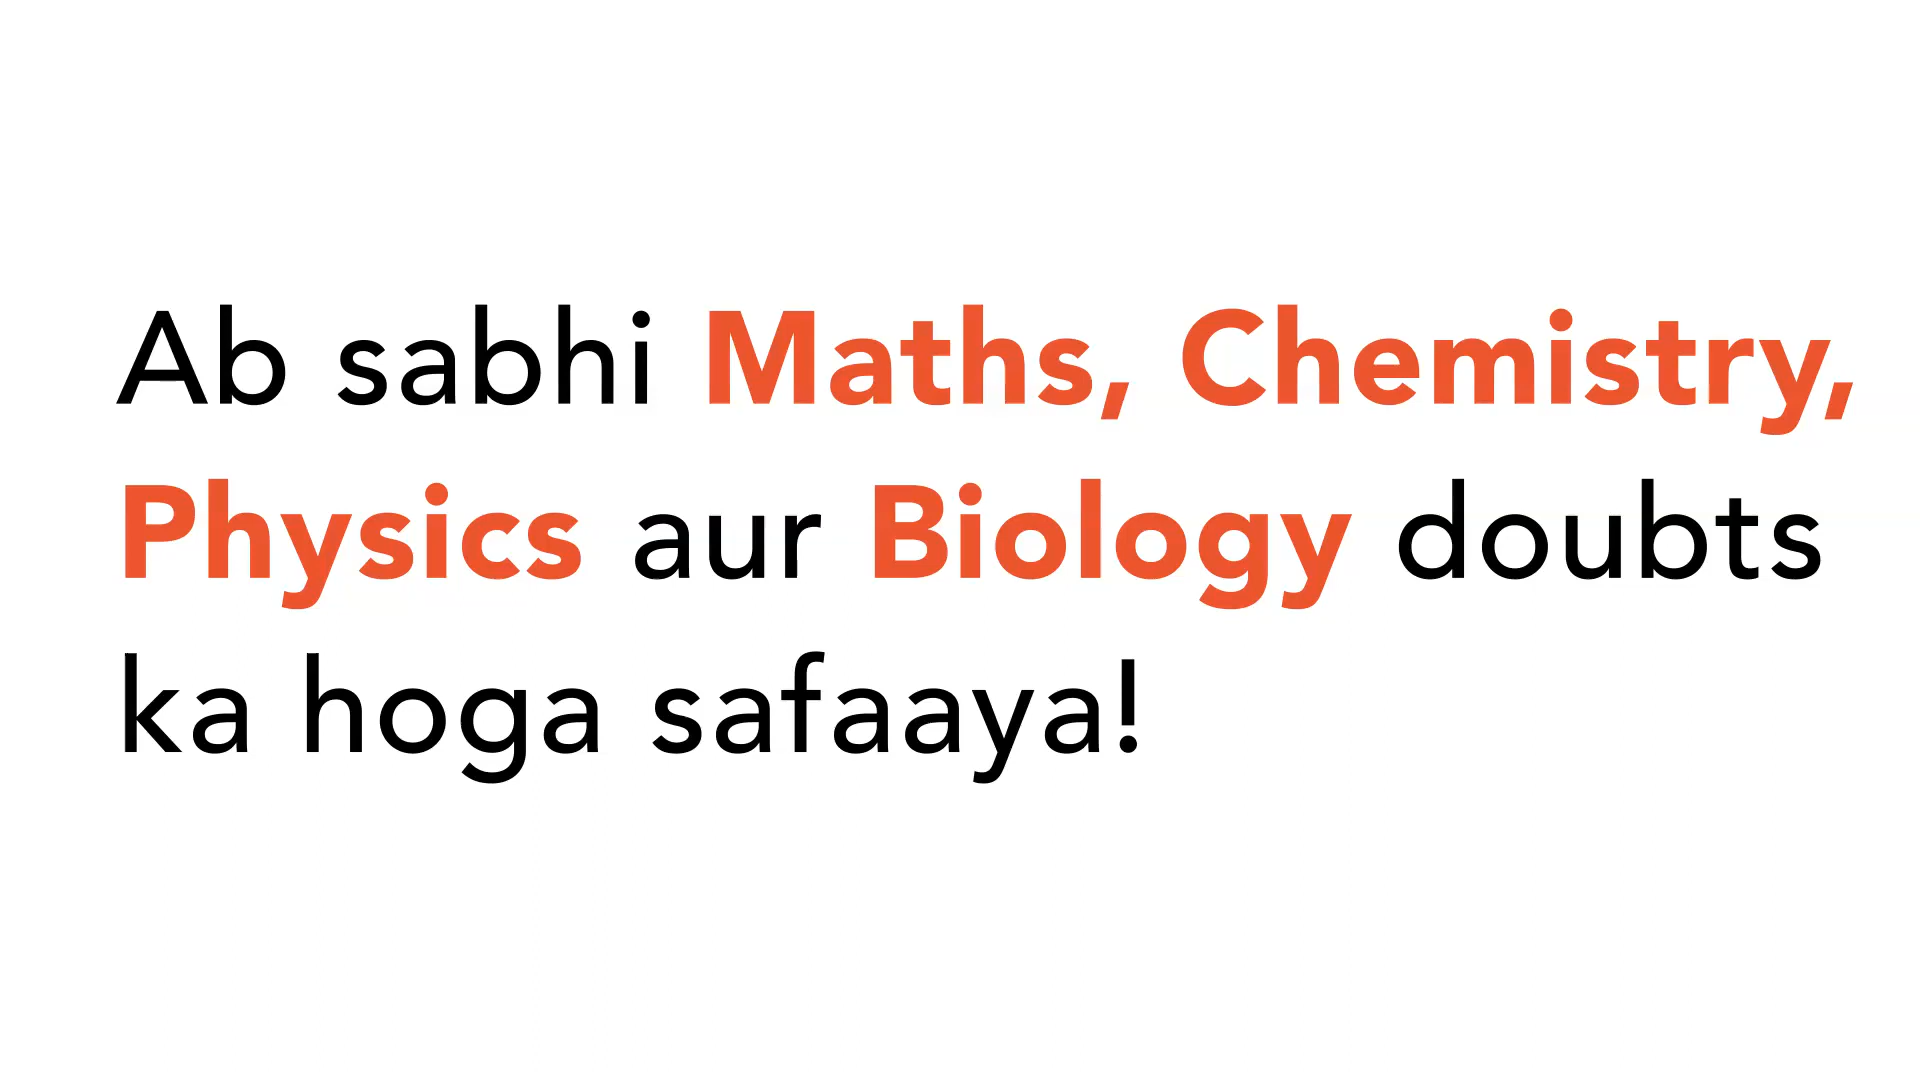 Ab sabhi Maths, Chemistry,
Physics aur Biology doubts
ka hoga safaaya!